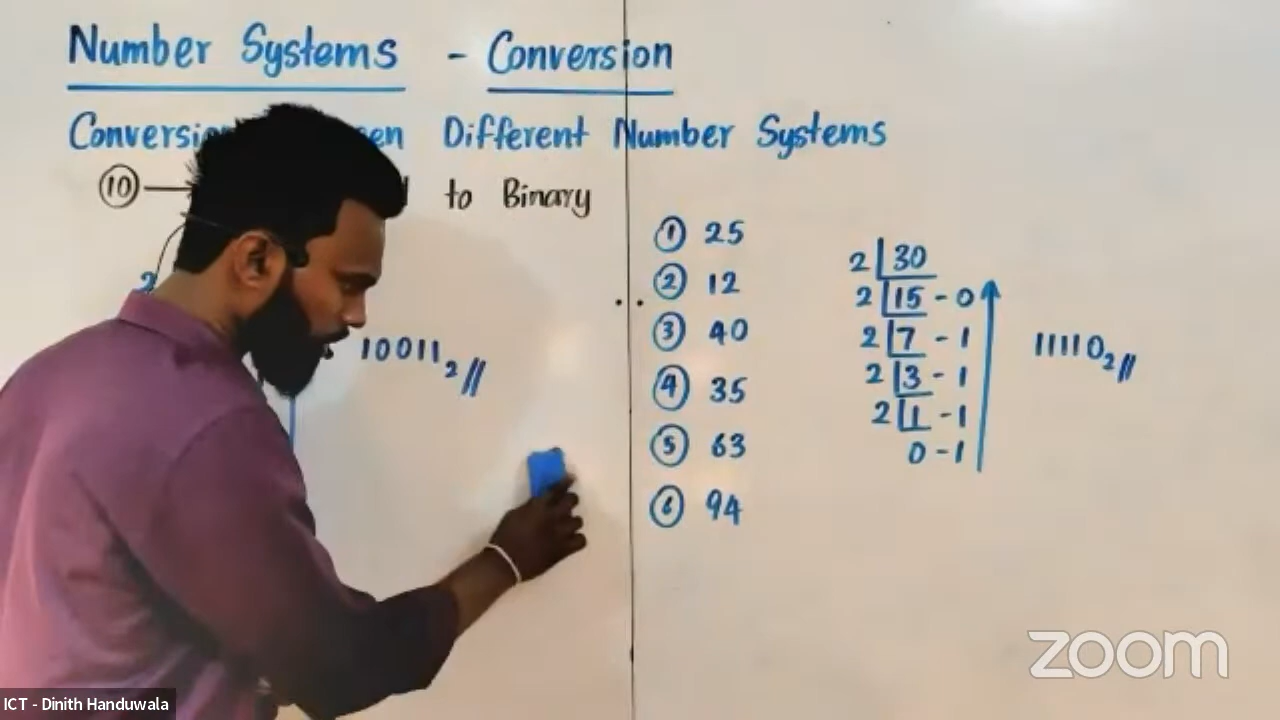 Number Systems - Conversion
Different Number Systems
10 — to Binary
2
10011₂//
① 25
② 12
③ 40
④ 35
⑤ 63
⑥ 94
2 30
2 15 - 0
2 7 - 1
2 3 - 1
2 1 - 1
0 - 1
11110₂//
zoom
ICT - Dinith Handuwala